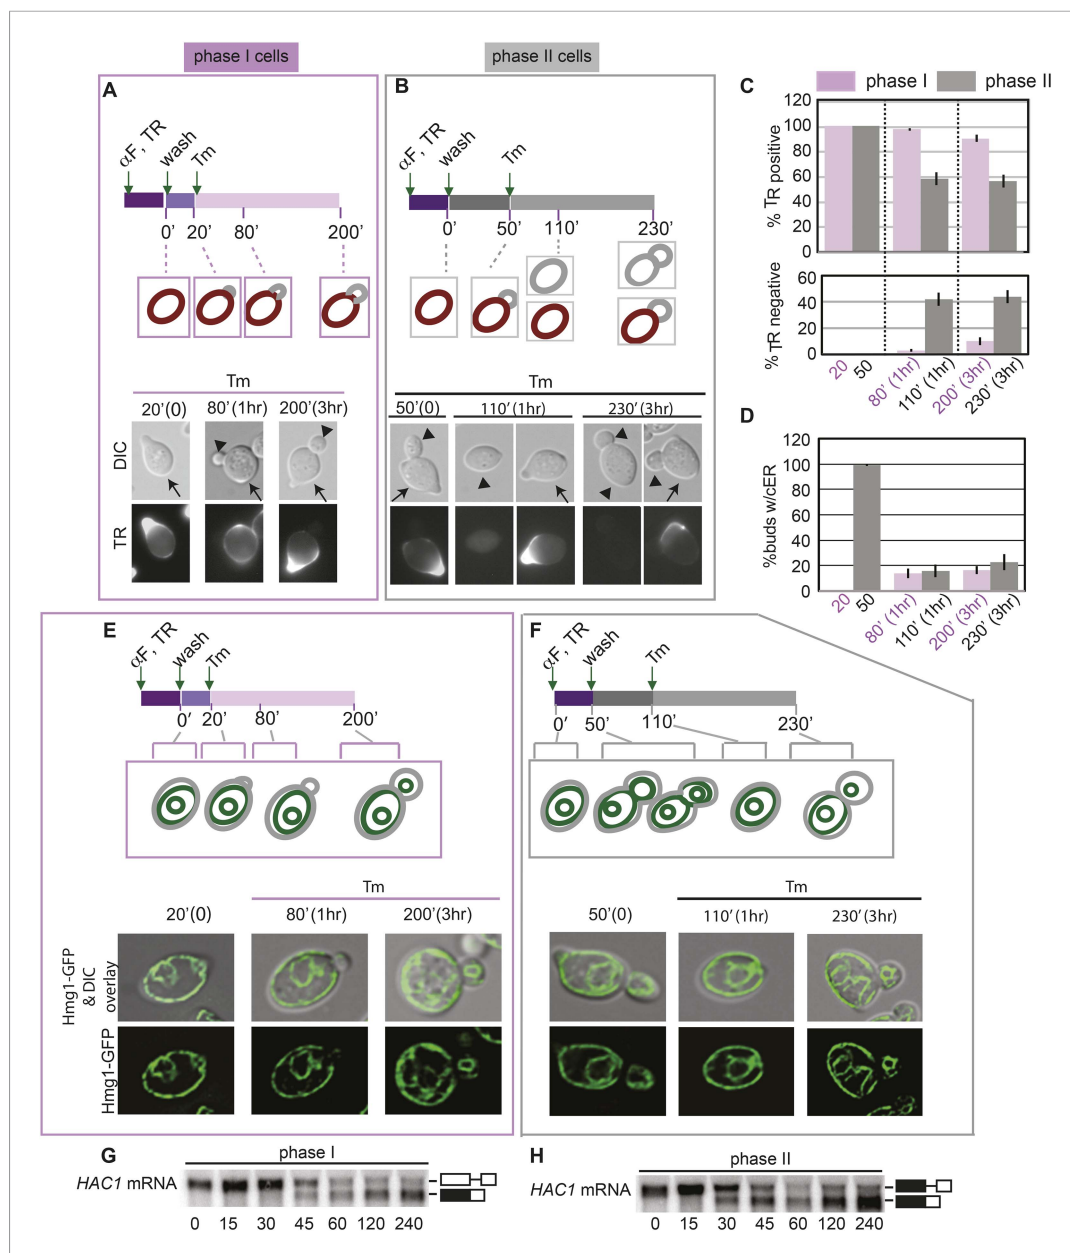 phase I cells
phase II cells
A
αF, TR
wash
Tm
0' 20' 80' 200'
Tm
20'(0) 80'(1hr) 200'(3hr)
DIC
TR
B
αF, TR
wash
Tm
0' 50' 110' 230'
Tm
50'(0) 110'(1hr) 230'(3hr)
C
phase I phase II
% TR positive
120
100
80
60
40
20
0
% TR negative
60
40
20
0
20
50
80' (1hr)
110' (1hr)
200' (3hr)
230' (3hr)
D
%buds w/cER
120
100
80
60
40
20
0
20
50
80' (1hr)
110' (1hr)
200' (3hr)
230' (3hr)
E
αF, TR
wash
Tm
0' 20' 80' 200'
Tm
20'(0) 80'(1hr) 200'(3hr)
Hmg1-GFP
& DIC
overlay
Hmg1-GFP
F
αF, TR
wash
Tm
0' 50' 110' 230'
Tm
50'(0) 110'(1hr) 230'(3hr)
G
phase I
HAC1 mRNA
0 15 30 45 60 120 240
H
phase II
HAC1 mRNA
0 15 30 45 60 120 240